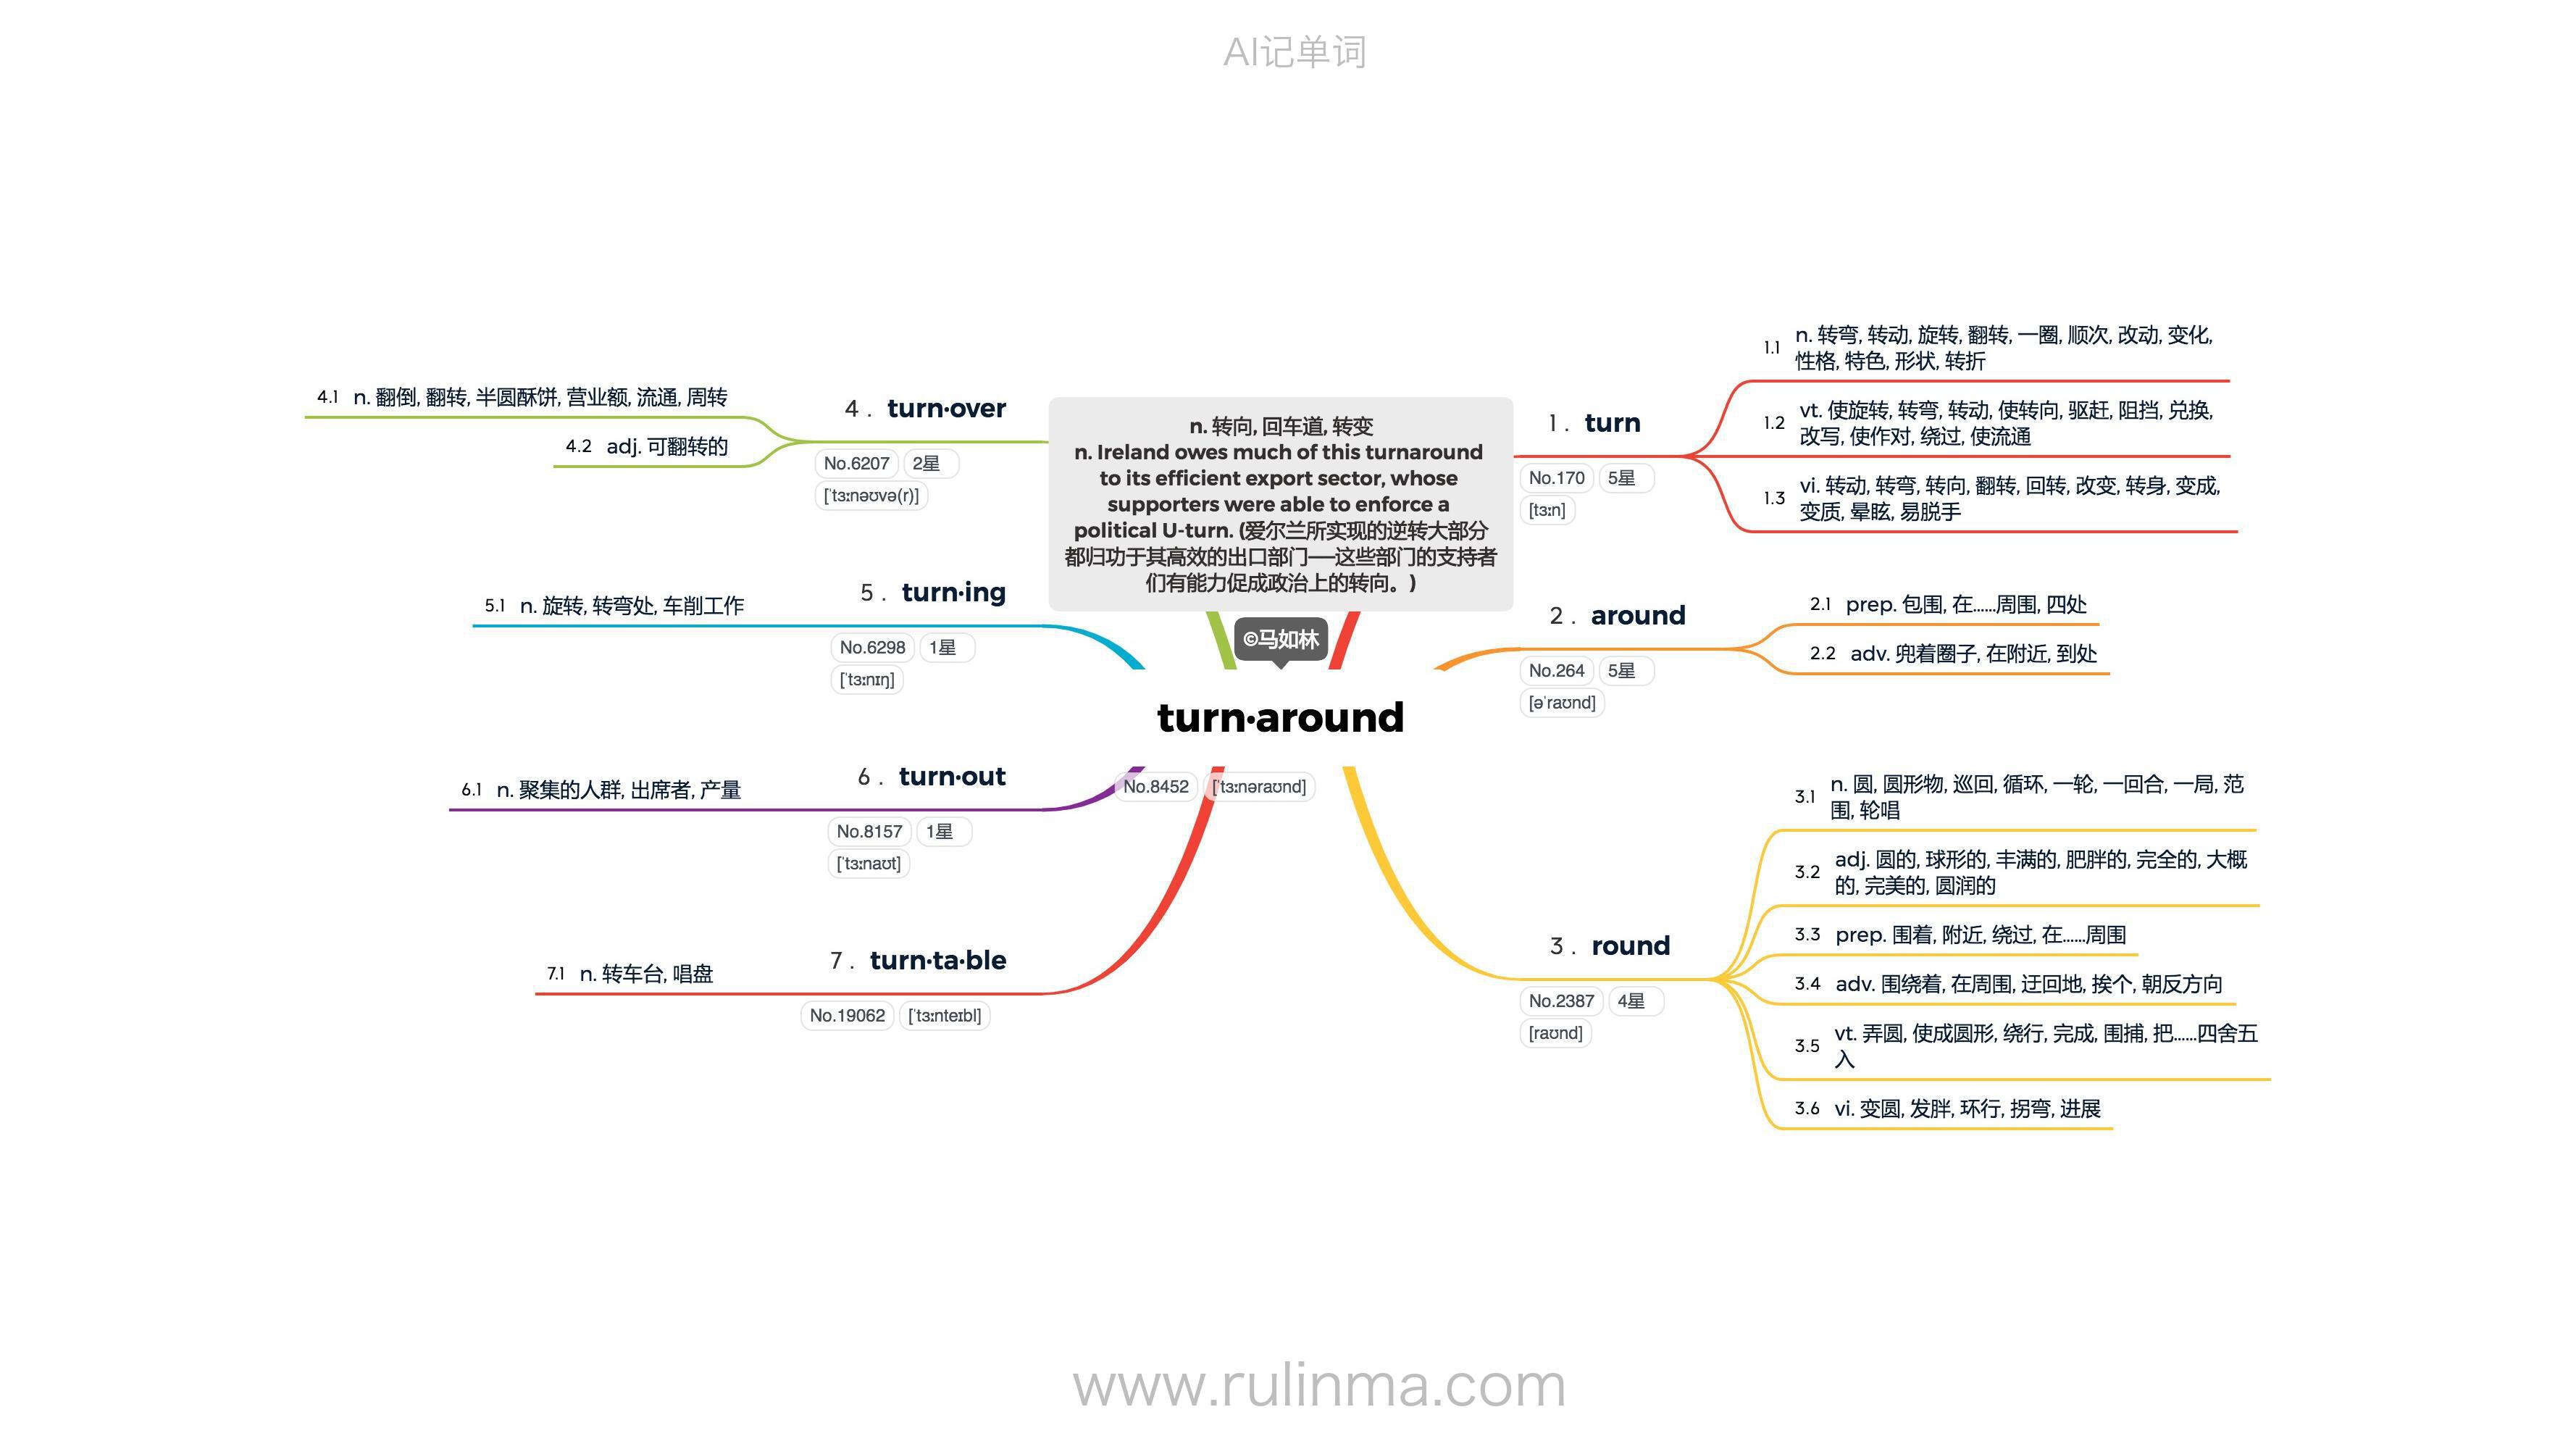 AI记单词
n. 转向, 回车道, 转变
n. Ireland owes much of this turnaround
to its efficient export sector, whose
supporters were able to enforce a
political U-turn. (爱尔兰所实现的逆转大部分
都归功于其高效的出口部门——这些部门的支持者
们有能力促成政治上的转向。)
©马如林
turn·around
No.8452 [ˈtɜːnəraʊnd]
1. turn
No.170 5星
[tɜːn]
1.1 n. 转弯, 转动, 旋转, 翻转, 一圈, 顺次, 改动, 变化,
性格, 特色, 形状, 转折
1.2 vt. 使旋转, 转弯, 转动, 使转向, 驱赶, 阻挡, 兑换,
改写, 使作对, 绕过, 使流通
1.3 vi. 转动, 转弯, 转向, 翻转, 回转, 改变, 转身, 变成,
变质, 晕眩, 易脱手
2. around
No.264 5星
[əˈraʊnd]
2.1 prep. 包围, 在……周围, 四处
2.2 adv. 兜着圈子, 在附近, 到处
3. round
No.2387 4星
[raʊnd]
3.1 n. 圆, 圆形物, 巡回, 循环, 一轮, 一回合, 一局, 范
围, 轮唱
3.2 adj. 圆的, 球形的, 丰满的, 肥胖的, 完全的, 大概
的, 完美的, 圆润的
3.3 prep. 围着, 附近, 绕过, 在……周围
3.4 adv. 围绕着, 在周围, 迂回地, 挨个, 朝反方向
3.5 vt. 弄圆, 使成圆形, 绕行, 完成, 围捕, 把……四舍五
入
3.6 vi. 变圆, 发胖, 环行, 拐弯, 进展
4. turn·over
No.6207 2星
[ˈtɜːnəʊvə(r)]
4.1 n. 翻倒, 翻转, 半圆酥饼, 营业额, 流通, 周转
4.2 adj. 可翻转的
5. turn·ing
No.6298 1星
[ˈtɜːnɪŋ]
5.1 n. 旋转, 转弯处, 车削工作
6. turn·out
No.8157 1星
[ˈtɜːnaʊt]
6.1 n. 聚集的人群, 出席者, 产量
7. turn·ta·ble
No.19062 [ˈtɜːnteɪbl]
7.1 n. 转车台, 唱盘
www.rulinma.com